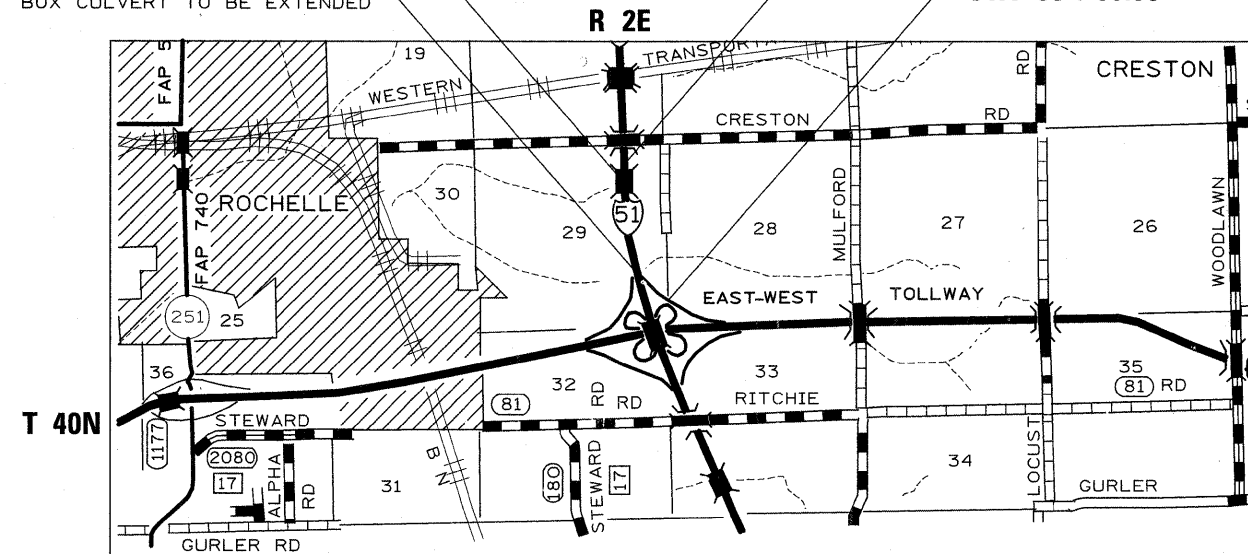 BOX CULVERT TO BE EXTENDED
R 2E
FAP 5
19
WESTERN
TRANSPORTA
RD
CRESTON
CRESTON
RD
ROCHELLE
FAP 740
30
29
51
28
MULFORD
27
26
WOODLAWN
251
25
EAST-WEST
TOLLWAY
36
32
RD
33
35
81
RD
81
RD
RITCHIE
T 40N
1177
STEWARD
2080
17
ALPHA
RD
31
B N
180
STEWARD
17
34
LOCUST
GURLER
GURLER RD